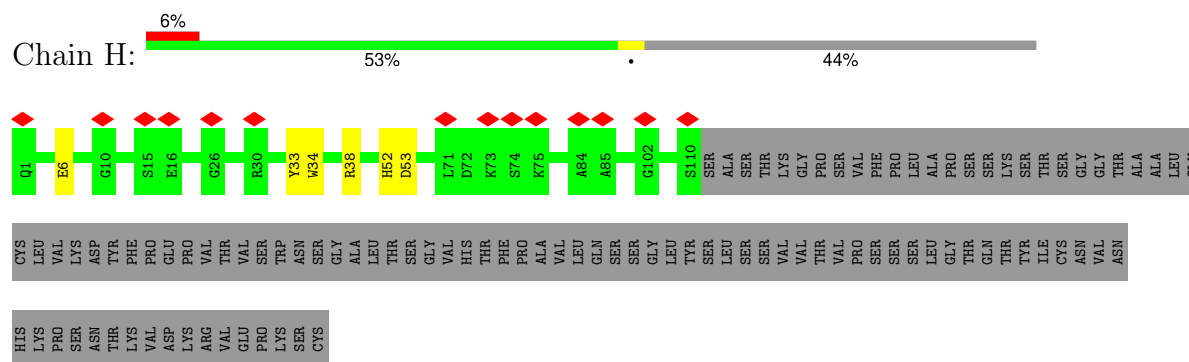 6%
Chain H:
53% • 44%
Q1 E6 G10 S15 E16 G26 R30 Y33 W34 R38 H52 D53 L71 D72 K73 S74 K75 A84 A85 G102 S110 SER ALA SER THR LYS GLY PRO SER VAL PHE PRO LEU ALA PRO SER SER LYS SER THR SER GLY GLY THR ALA ALA LEU
CYS LEU VAL LYS ASP TYR PHE PRO GLU PRO VAL THR VAL SER TRP ASN SER GLY ALA LEU THR SER GLY VAL HIS THR PHE PRO ALA VAL LEU GLN SER SER GLY LEU TYR SER LEU SER SER VAL VAL THR VAL PRO SER SER SER LEU GLY THR GLN THR TYR ILE CYS ASN VAL ASN
HIS LYS PRO SER ASN THR LYS VAL ASP LYS ARG VAL GLU PRO LYS SER CYS